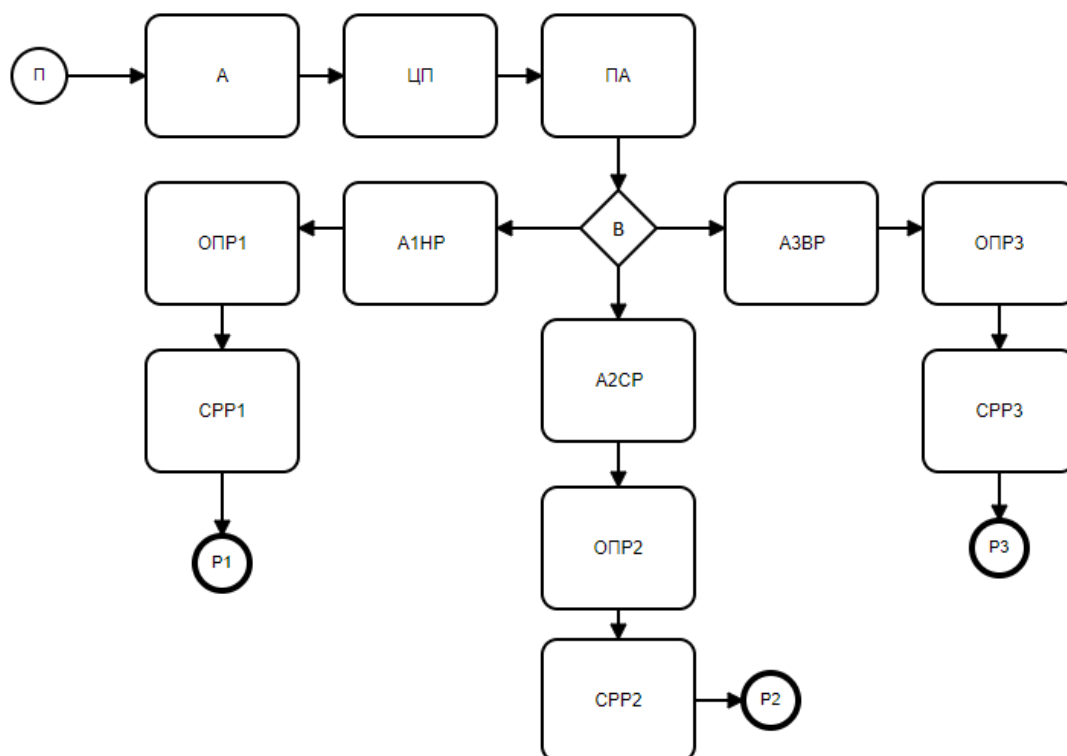 П
А
ЦП
ПА
В
ОПР1
А1НР
А3ВР
ОПР3
СРР1
А2СР
СРР3
ОПР2
Р1
Р3
СРР2
Р2